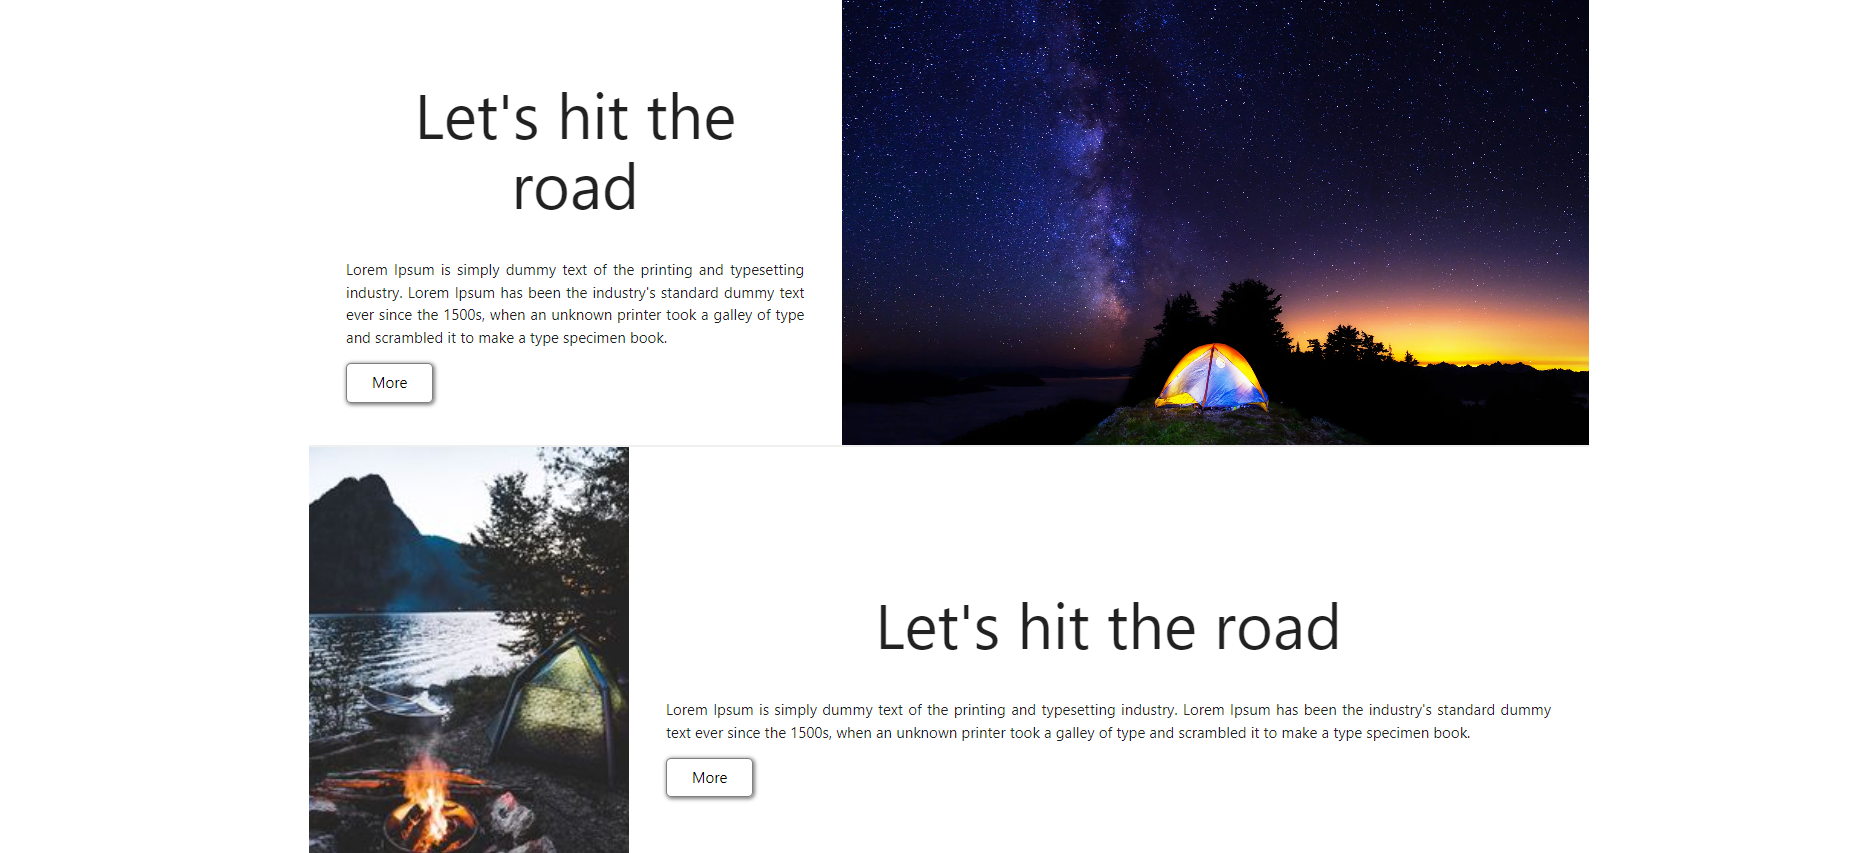 Let's hit the
road
Lorem Ipsum is simply dummy text of the printing and typesetting
industry. Lorem Ipsum has been the industry's standard dummy text
ever since the 1500s, when an unknown printer took a galley of type
and scrambled it to make a type specimen book.
More
Let's hit the road
Lorem Ipsum is simply dummy text of the printing and typesetting industry. Lorem Ipsum has been the industry's standard dummy
text ever since the 1500s, when an unknown printer took a galley of type and scrambled it to make a type specimen book.
More